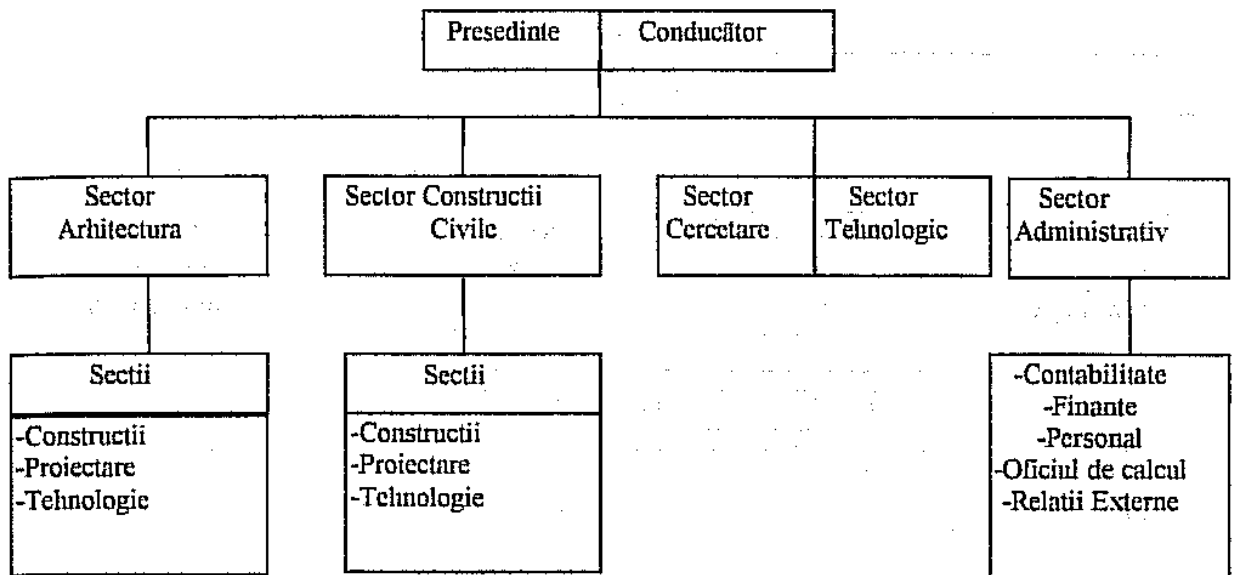 Presedinte
Conducător
Sector
Arhitectura
Sector Constructii
Civile
Sector
Cercetare
Sector
Tehnologic
Sector
Administrativ
Sectii
-Constructii
-Proiectare
-Tehnologie
Sectii
-Constructii
-Proiectare
-Tehnologie
-Contabilitate
-Finante
-Personal
-Oficiul de calcul
-Relatii Externe